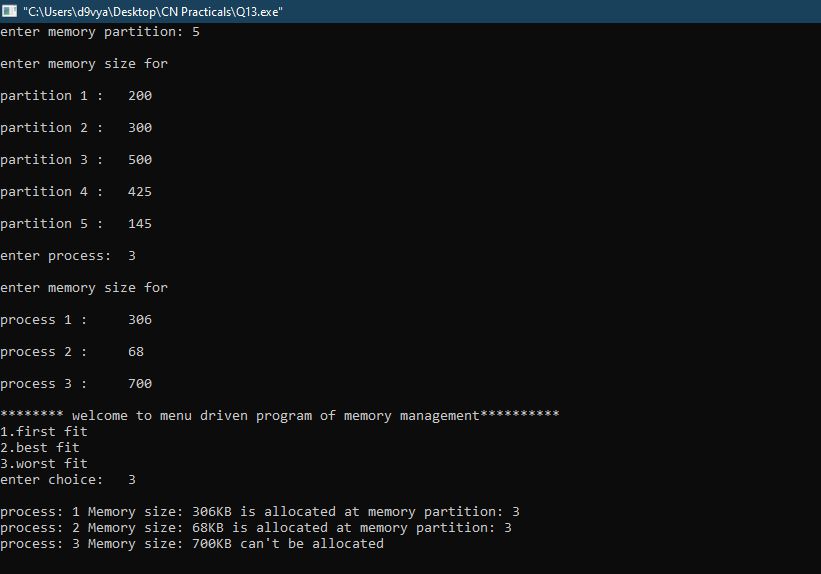 "C:\Users\d9vya\Desktop\CN Practicals\Q13.exe"
enter memory partition: 5
enter memory size for
partition 1 :   200
partition 2 :   300
partition 3 :   500
partition 4 :   425
partition 5 :   145
enter process:  3
enter memory size for
process 1 :     306
process 2 :     68
process 3 :     700
******** welcome to menu driven program of memory management**********
1.first fit
2.best fit
3.worst fit
enter choice:   3
process: 1 Memory size: 306KB is allocated at memory partition: 3
process: 2 Memory size: 68KB is allocated at memory partition: 3
process: 3 Memory size: 700KB can't be allocated